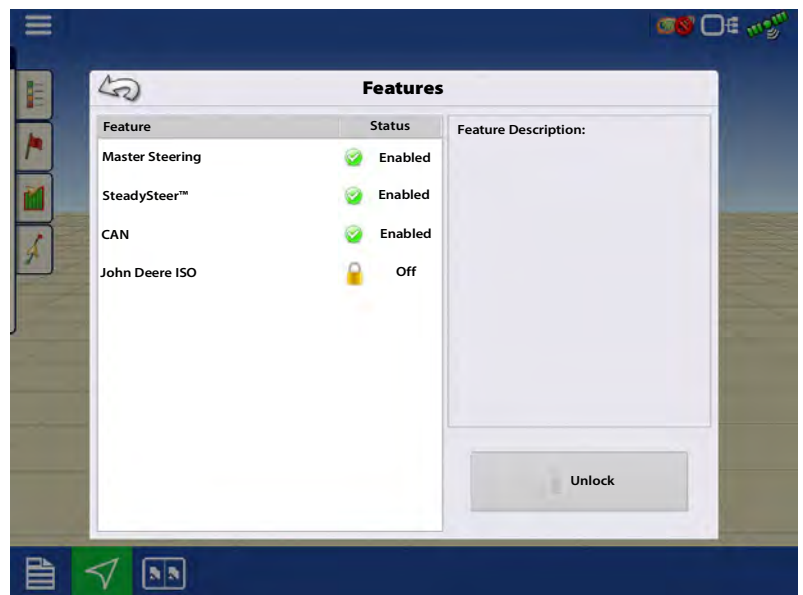 Features
Feature Status
Feature Description:
Master Steering Enabled
SteadySteer™ Enabled
CAN Enabled
John Deere ISO Off
Unlock